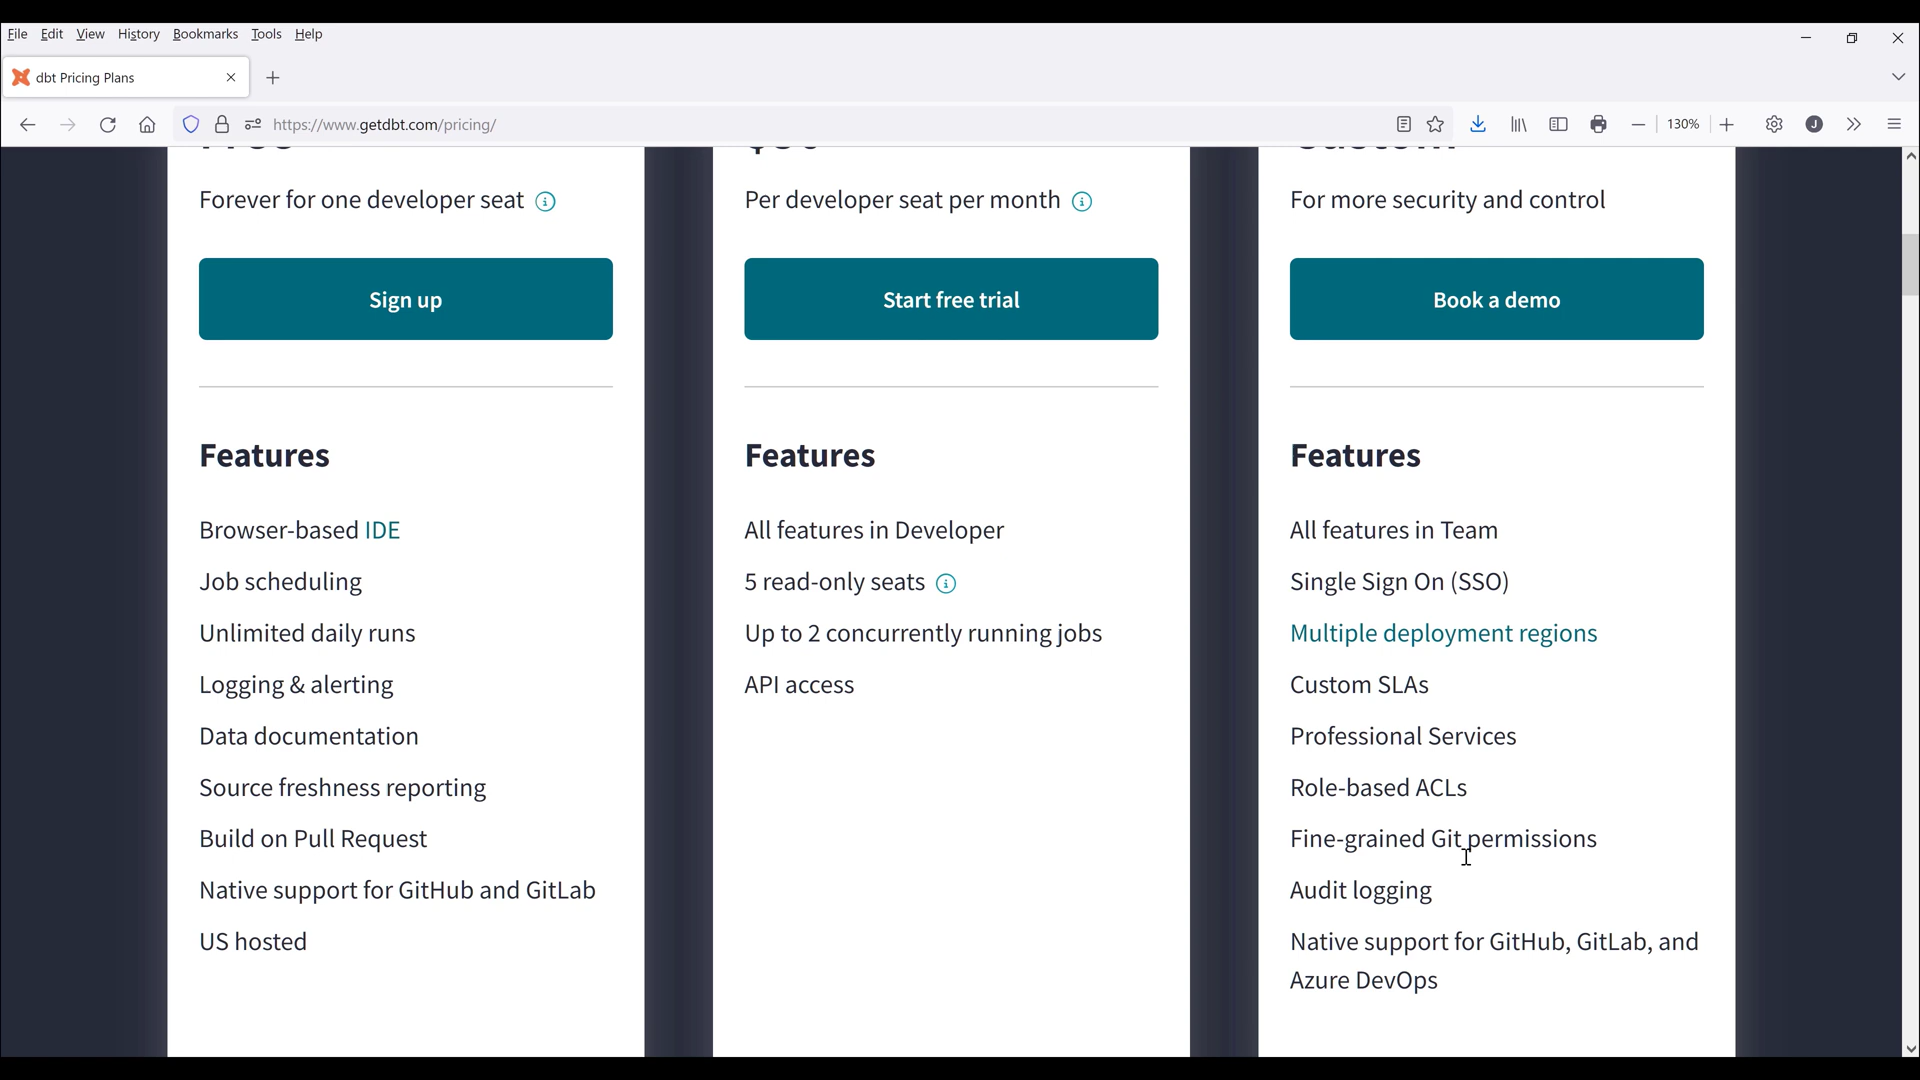 File Edit View History Bookmarks Tools Help
dbt Pricing Plans
https://www.getdbt.com/pricing/
130%
J
Forever for one developer seat
Sign up
Features
Browser-based IDE
Job scheduling
Unlimited daily runs
Logging & alerting
Data documentation
Source freshness reporting
Build on Pull Request
Native support for GitHub and GitLab
US hosted
Per developer seat per month
Start free trial
Features
All features in Developer
5 read-only seats
Up to 2 concurrently running jobs
API access
For more security and control
Book a demo
Features
All features in Team
Single Sign On (SSO)
Multiple deployment regions
Custom SLAs
Professional Services
Role-based ACLs
Fine-grained Git permissions
Audit logging
Native support for GitHub, GitLab, and
Azure DevOps